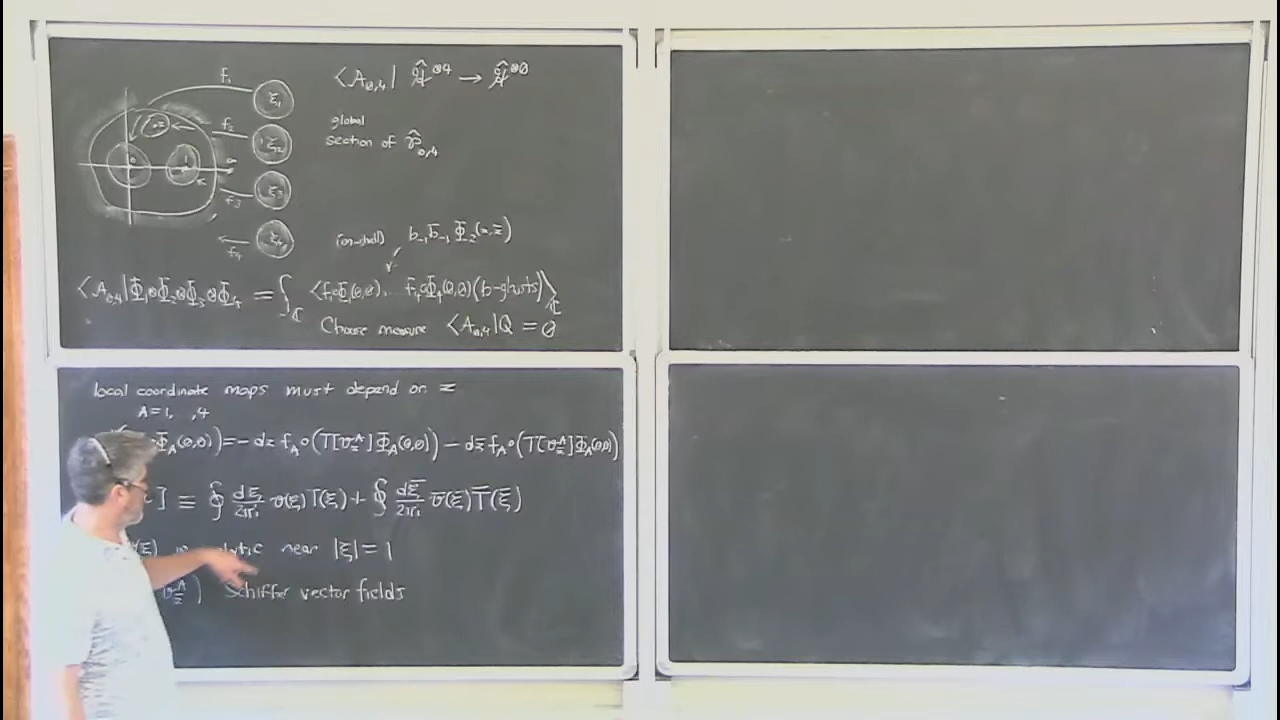 f₁ ξ₁
f₂ ξ₂
f₃ ξ₃
f₄ ξ₄
⟨A₀,₄| Ĥ^⊗4 → Ĥ^⊗0
global
section of P̂₀,₄
(on-shell) b₋₁ b̄₋₁ Φ₂(z,z̄)
⟨A₀,₄|Φ₁⊗Φ₂⊗Φ₃⊗Φ₄ = ∫_ℂ ⟨f₁∘Φ₁(0,0) ... f₄∘Φ₄(0,0)(b-ghosts)⟩_ℂ
Choose measure ⟨A₀,₄|Q = 0
local coordinate maps must depend on z
A=1, ,4
Φ_A(0,0)) = -dz f_A∘(T[v_z^A]Φ_A(0,0)) - dz̄ f_A∘(T[v_z̄^A]Φ_A(0,0))
] ≡ ∮ dξ/2πi v(ξ)T(ξ) + ∮ dξ̄/2πi v̄(ξ̄)T̄(ξ̄)
(ξ) near |ξ|=1
v_z̄^A) Schiffer vector fields